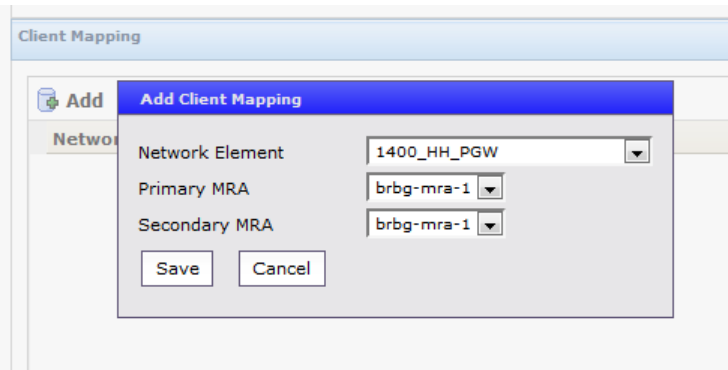 Client Mapping
Add
Add Client Mapping
Network Element 1400_HH_PGW
Primary MRA brbg-mra-1
Secondary MRA brbg-mra-1
Save Cancel